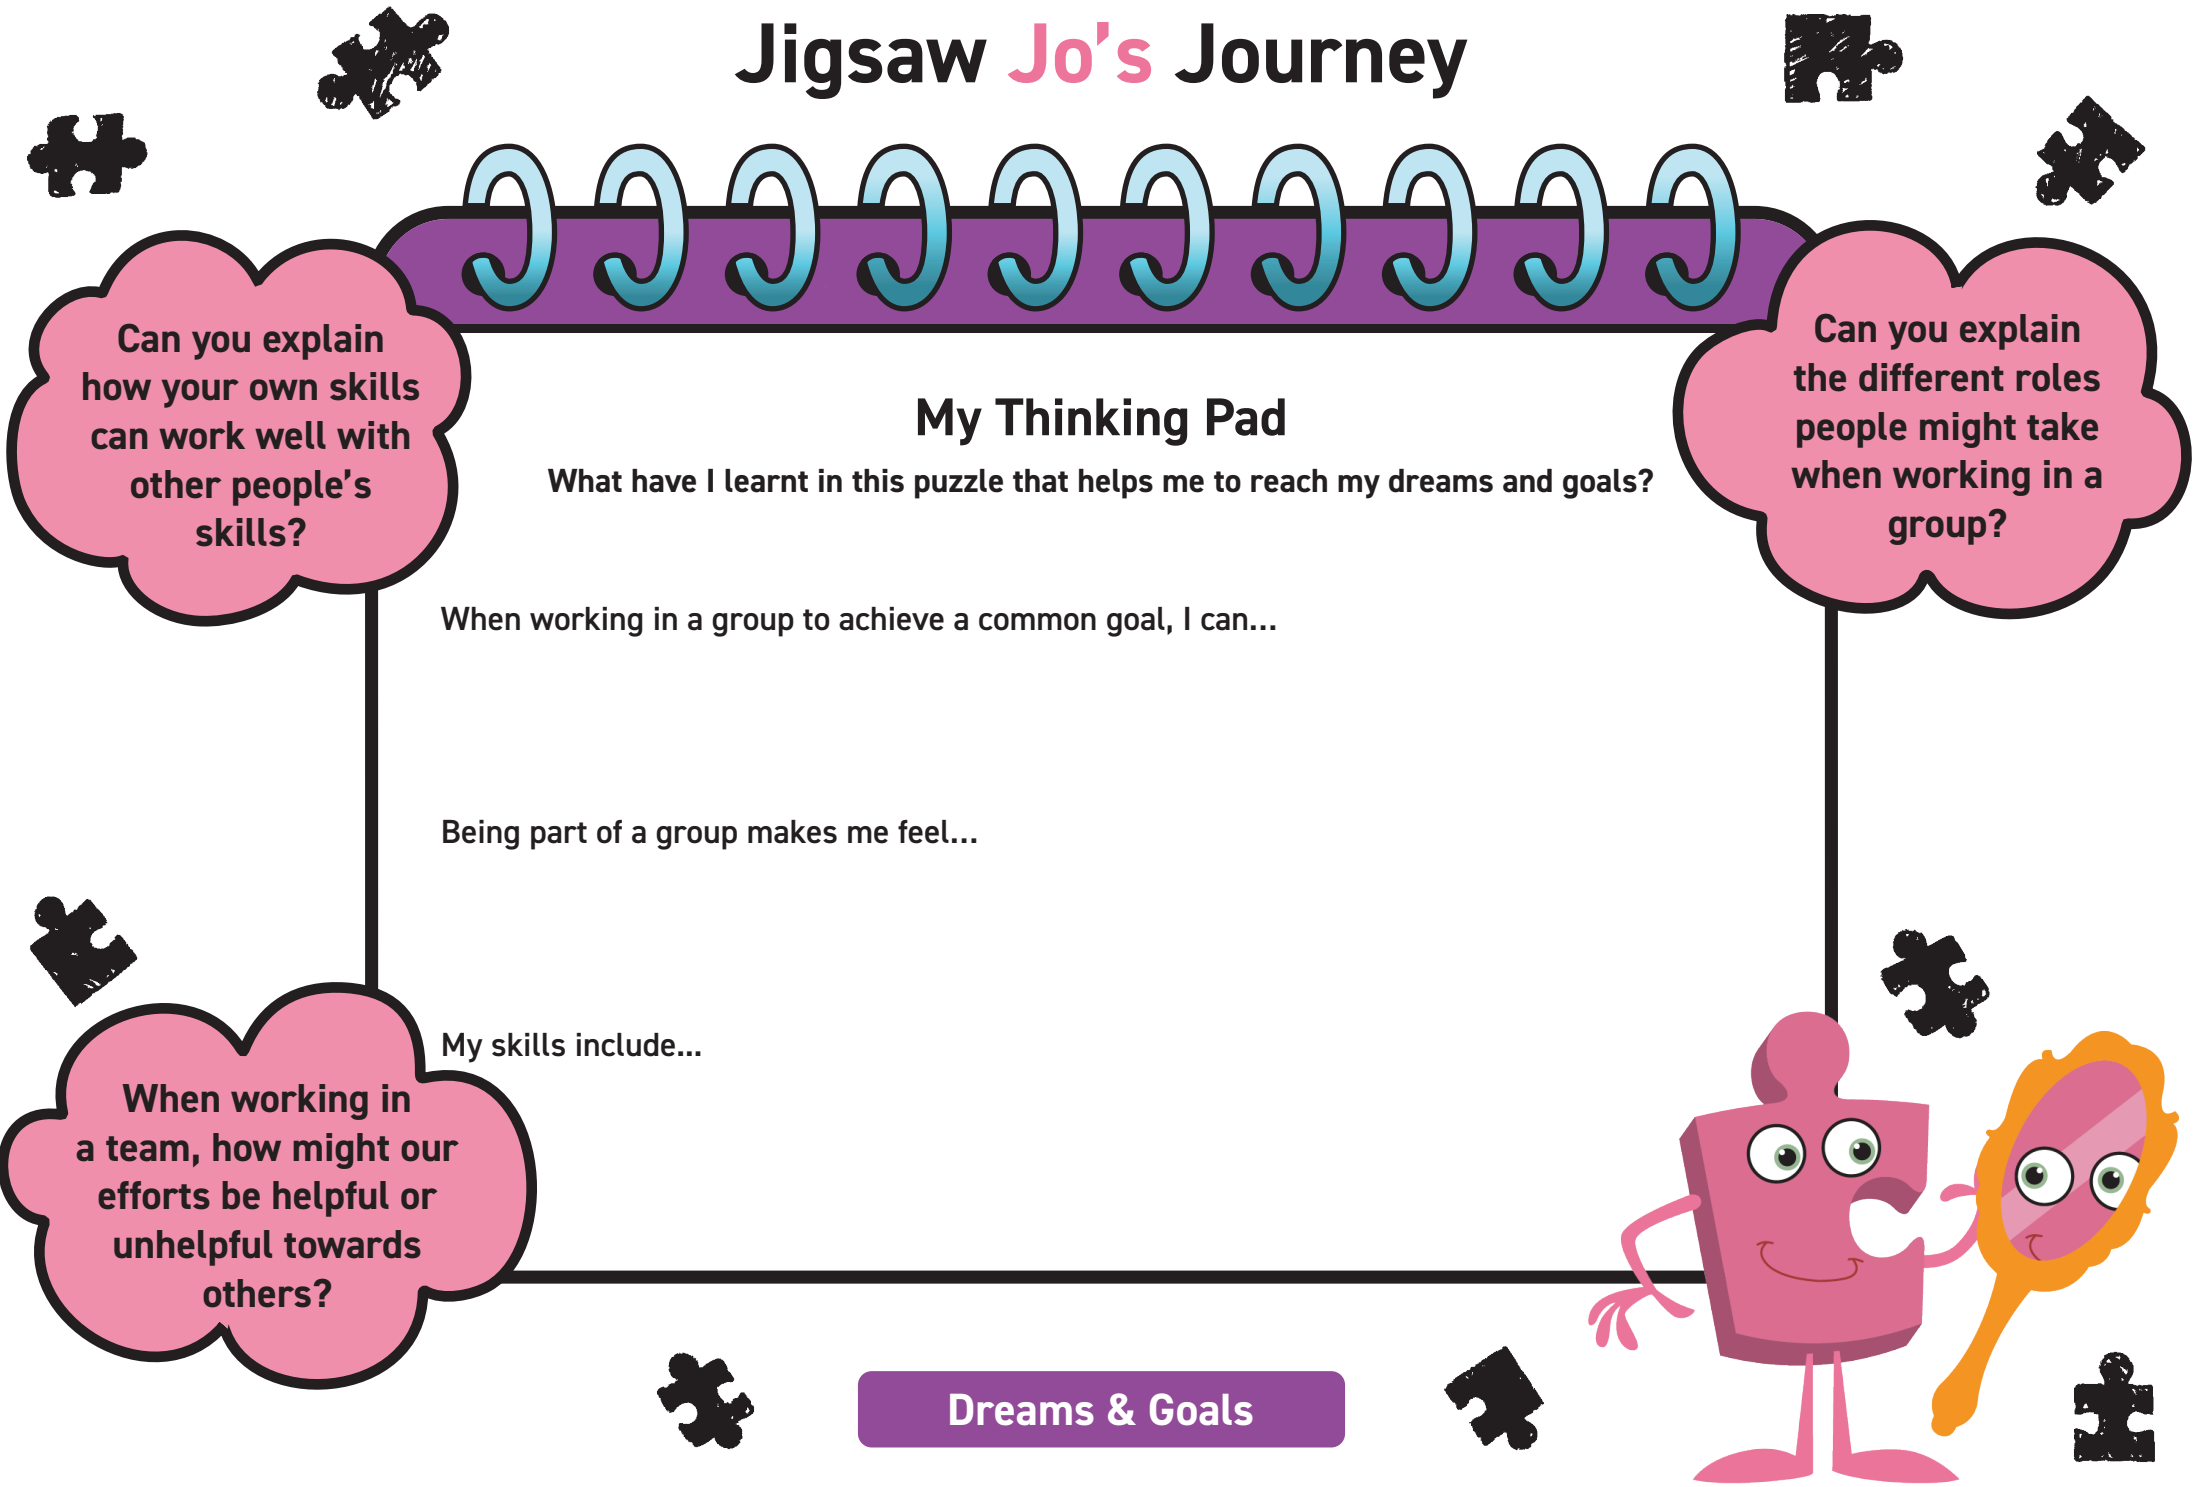 Jigsaw Jo's Journey
Can you explain
how your own skills
can work well with
other people's
skills?
Can you explain
the different roles
people might take
when working in a
group?
My Thinking Pad
What have I learnt in this puzzle that helps me to reach my dreams and goals?
When working in a group to achieve a common goal, I can...
Being part of a group makes me feel...
My skills include...
When working in
a team, how might our
efforts be helpful or
unhelpful towards
others?
Dreams & Goals